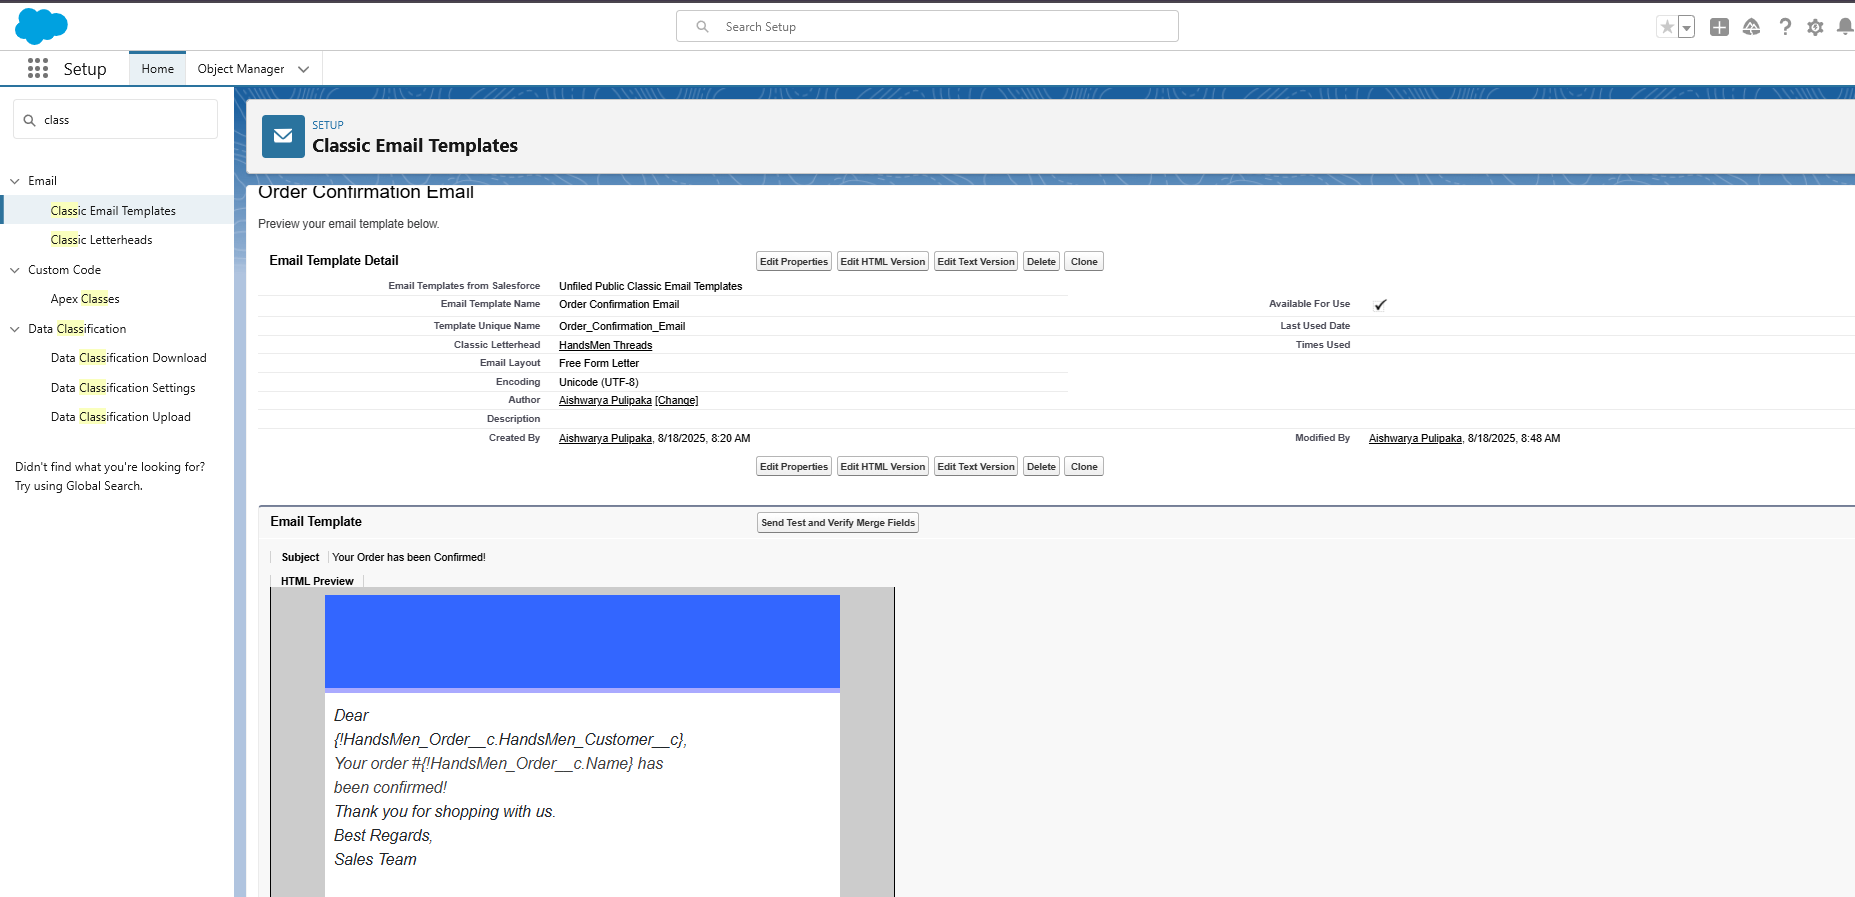 Search Setup
Setup
Home
Object Manager
class
Email
Classic Email Templates
Classic Letterheads
Custom Code
Apex Classes
Data Classification
Data Classification Download
Data Classification Settings
Data Classification Upload
Didn't find what you're looking for?
Try using Global Search.
SETUP
Classic Email Templates
Order Confirmation Email
Preview your email template below.
Email Template Detail
Edit Properties Edit HTML Version Edit Text Version Delete Clone
Email Templates from Salesforce Unfiled Public Classic Email Templates
Email Template Name Order Confirmation Email Available For Use ✓
Template Unique Name Order_Confirmation_Email Last Used Date
Classic Letterhead HandsMen Threads Times Used
Email Layout Free Form Letter
Encoding Unicode (UTF-8)
Author Aishwarya Pulipaka [Change]
Description
Created By Aishwarya Pulipaka, 8/18/2025, 8:20 AM Modified By Aishwarya Pulipaka, 8/18/2025, 8:48 AM
Edit Properties Edit HTML Version Edit Text Version Delete Clone
Email Template Send Test and Verify Merge Fields
Subject Your Order has been Confirmed!
HTML Preview
Dear
{!HandsMen_Order__c.HandsMen_Customer__c},
Your order #{!HandsMen_Order__c.Name} has
been confirmed!
Thank you for shopping with us.
Best Regards,
Sales Team